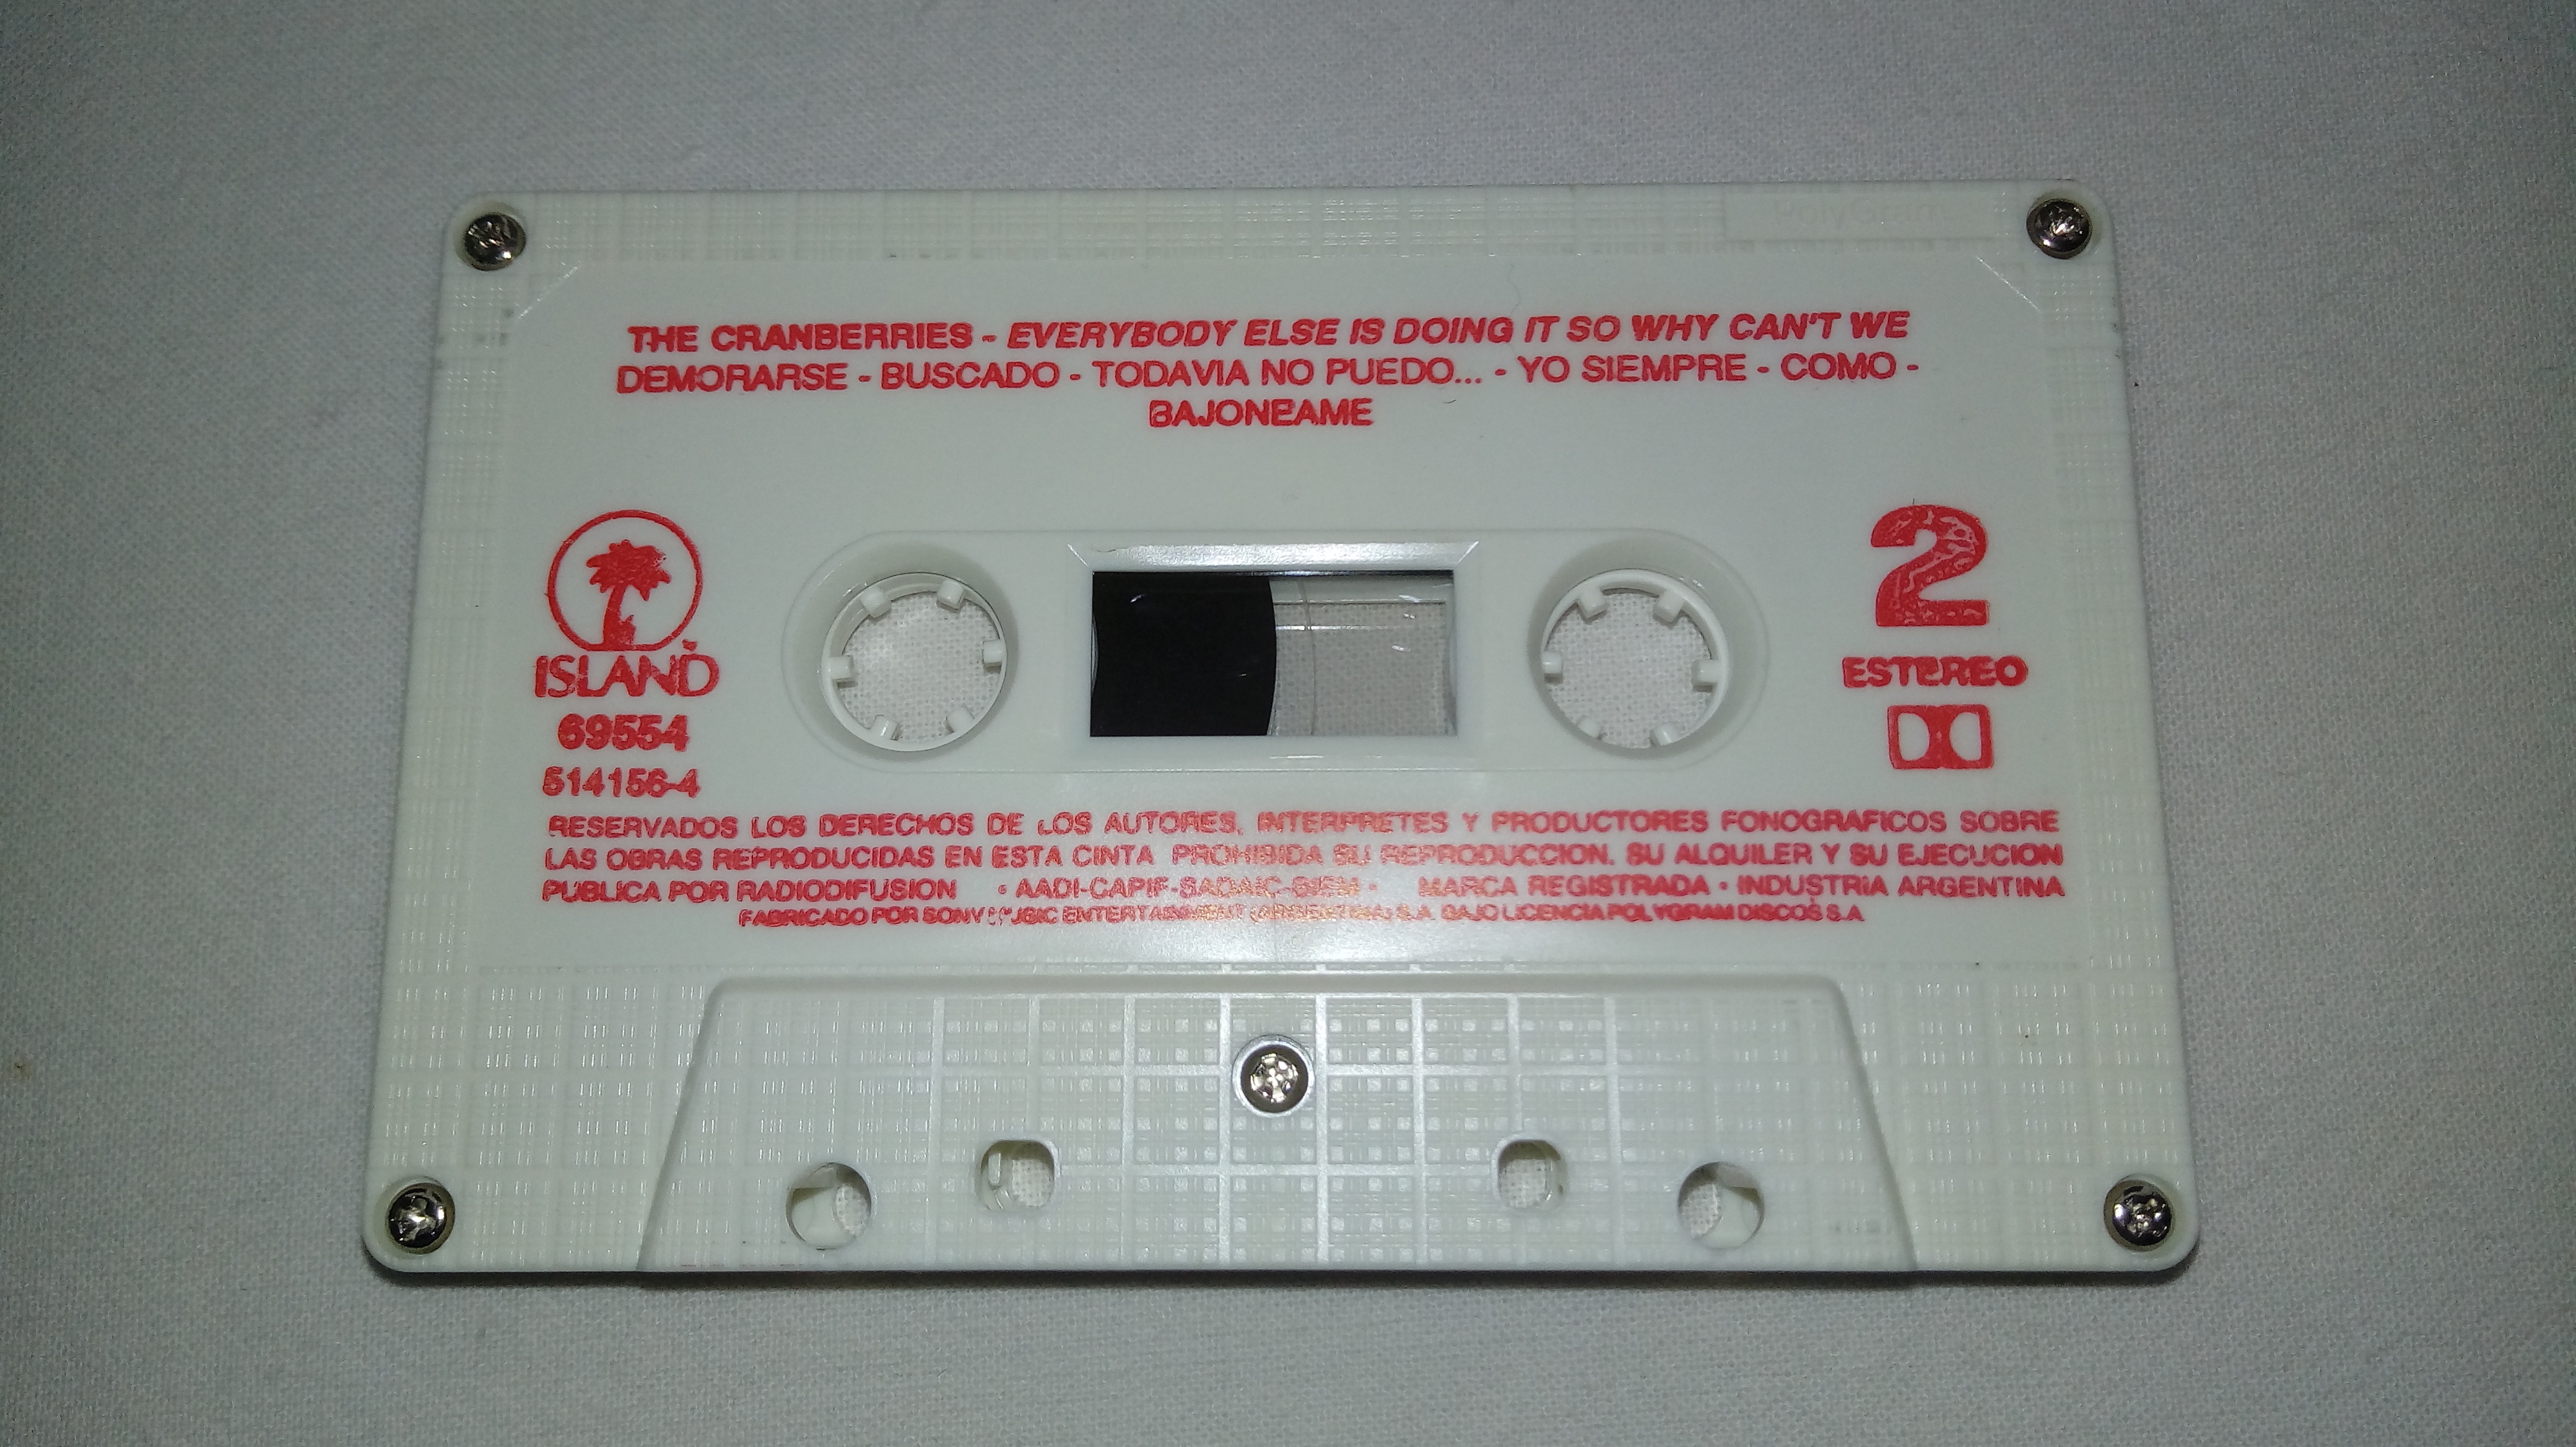 PolyGram
THE CRANBERRIES - EVERYBODY ELSE IS DOING IT SO WHY CAN'T WE
DEMORARSE - BUSCADO - TODAVIA NO PUEDO... - YO SIEMPRE - COMO -
BAJONEAME
2
ISLAND
ESTEREO
69554
514156-4
RESERVADOS LOS DERECHOS DE LOS AUTORES, INTERPRETES Y PRODUCTORES FONOGRAFICOS SOBRE
LAS OBRAS REPRODUCIDAS EN ESTA CINTA PROHIBIDA SU REPRODUCCION, SU ALQUILER Y SU EJECUCION
PUBLICA POR RADIODIFUSION • AADI-CAPIF-SADAIC-BIEM • MARCA REGISTRADA • INDUSTRIA ARGENTINA
FABRICADO POR SONY MUSIC ENTERTAINMENT (ARGENTINA) S.A. BAJO LICENCIA POLYGRAM DISCOS S.A